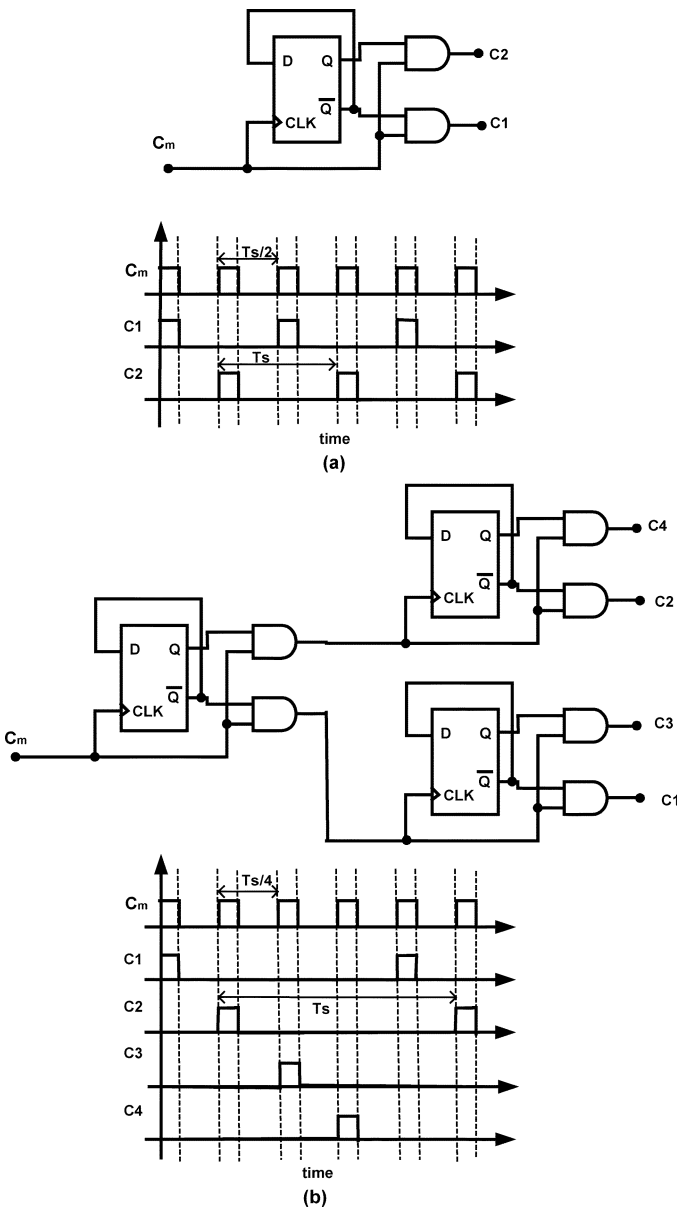 D Q C2
Q
CLK C1
Cm
Ts/2
Cm
C1
Ts
C2
time
(a)
D Q C4
Q
CLK C2
D Q
Q
CLK
Cm
D Q C3
Q
CLK C1
Ts/4
Cm
C1
C2 Ts
C3
C4
time
(b)